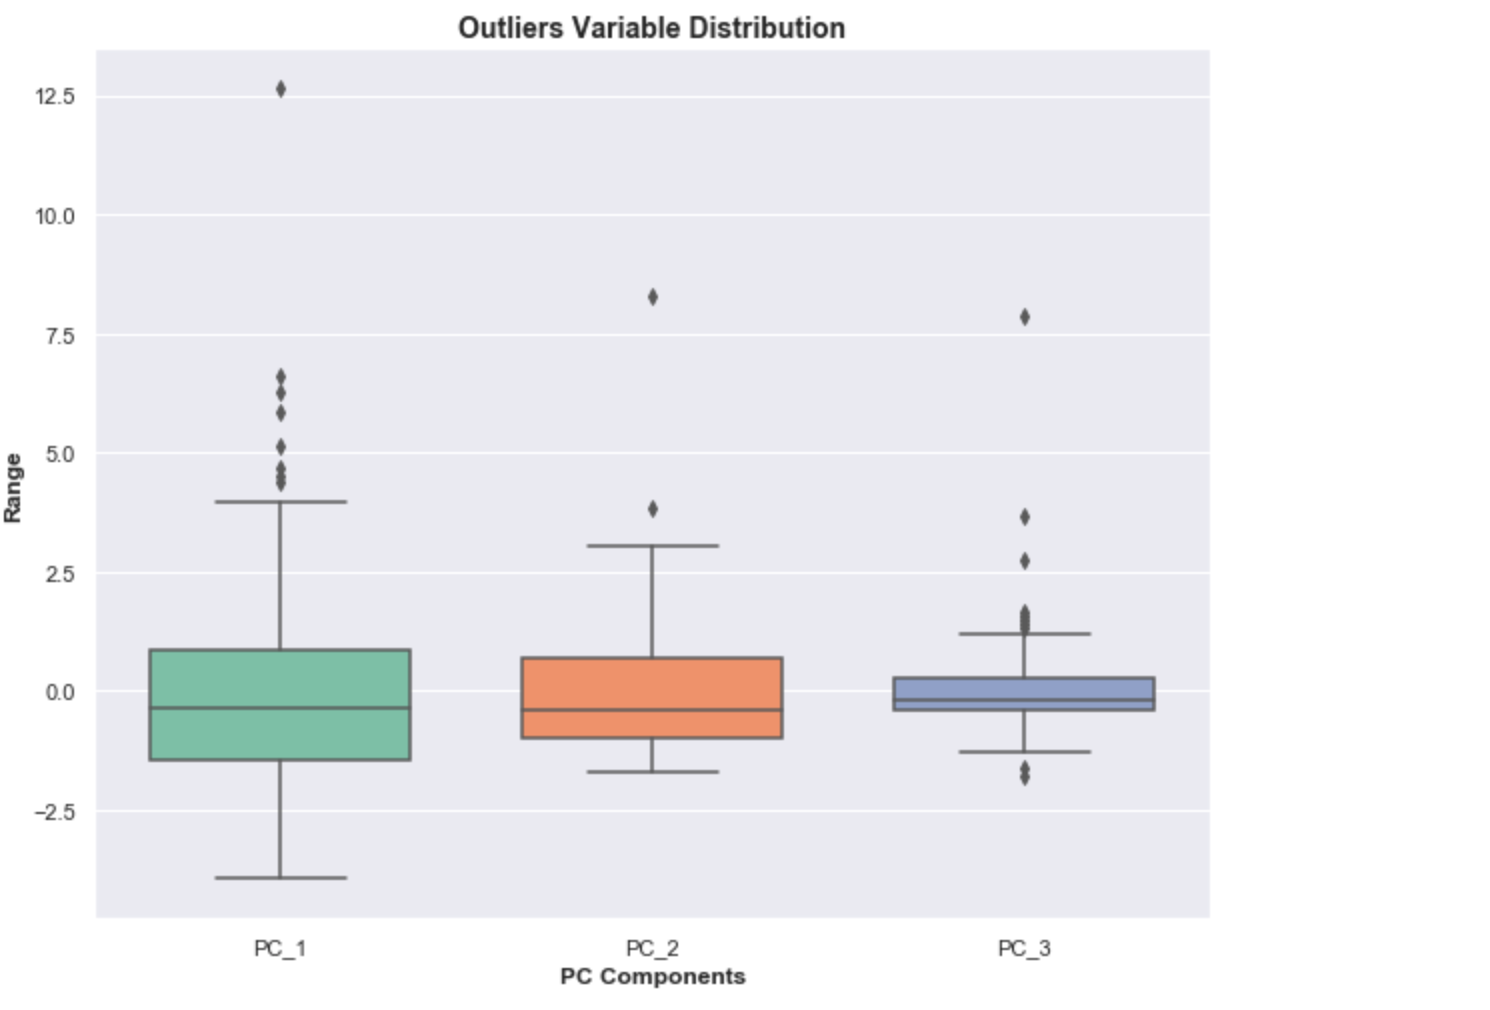 Outliers Variable Distribution
12.5
10.0
7.5
5.0
2.5
0.0
−2.5
Range
PC_1 PC_2 PC_3
PC Components